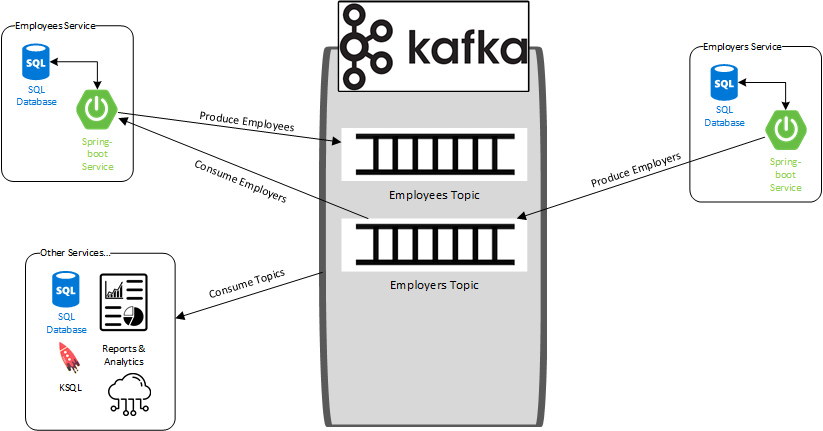 Employees Service
SQL
SQL
Database
Spring-
boot
Service
kafka
Employers Service
SQL
SQL
Database
Spring-
boot
Service
Produce Employees
Consume Employers
Produce Employers
Employees Topic
Employers Topic
Consume Topics
Other Services...
SQL
SQL
Database
Reports &
Analytics
KSQL